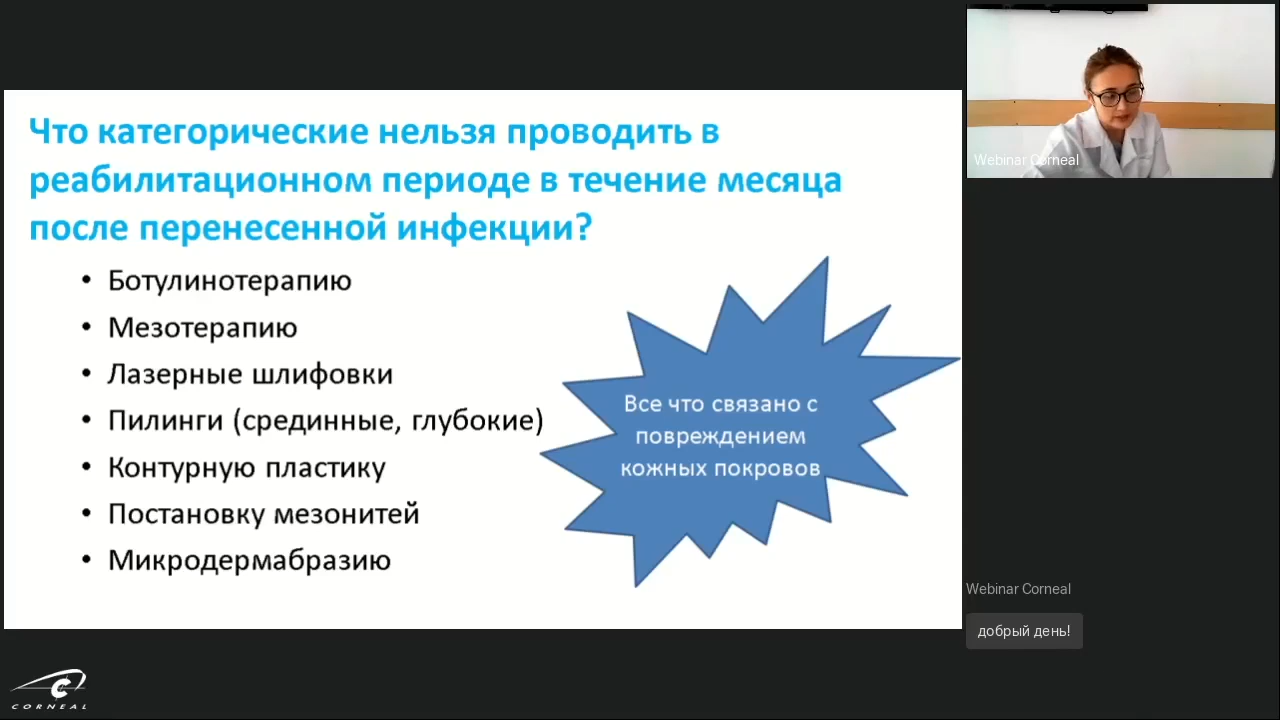 Что категорические нельзя проводить в
реабилитационном периоде в течение месяца
после перенесенной инфекции?
• Ботулинотерапию
• Мезотерапию
• Лазерные шлифовки
• Пилинги (срединные, глубокие)
• Контурную пластику
• Постановку мезонитей
• Микродермабразию
Все что связано с
повреждением
кожных покровов
Webinar Corneal
Webinar Corneal
добрый день!
CORNEAL